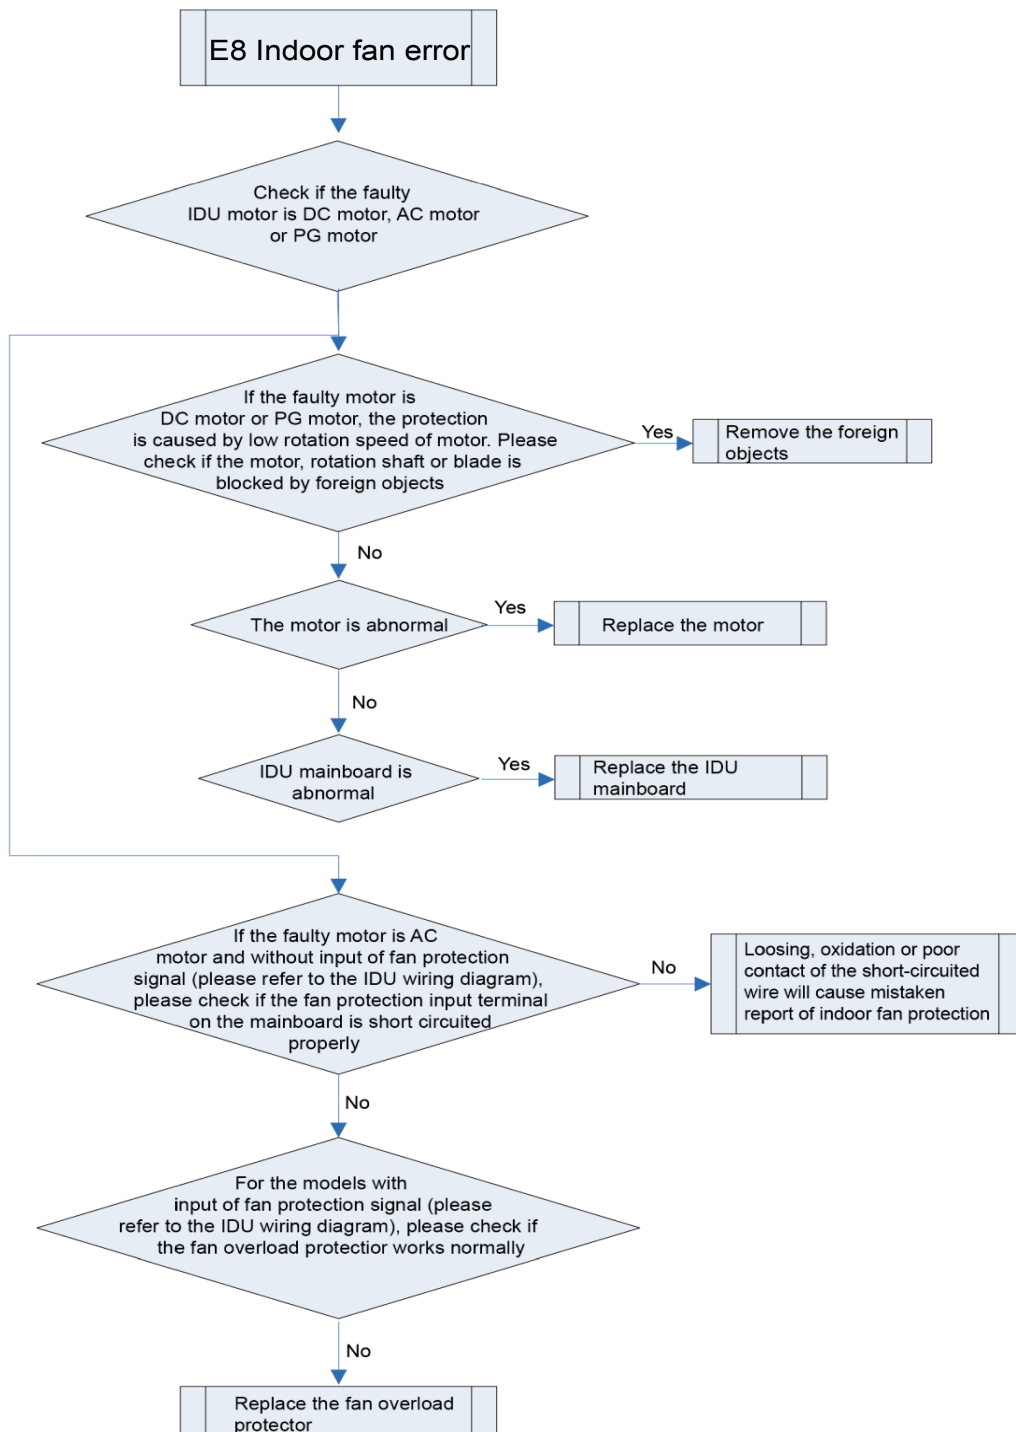 E8 Indoor fan error
Check if the faulty
IDU motor is DC motor, AC motor
or PG motor
If the faulty motor is
DC motor or PG motor, the protection
is caused by low rotation speed of motor. Please
check if the motor, rotation shaft or blade is
blocked by foreign objects
Yes
Remove the foreign
objects
No
The motor is abnormal
Yes
Replace the motor
No
IDU mainboard is
abnormal
Yes
Replace the IDU
mainboard
If the faulty motor is AC
motor and without input of fan protection
signal (please refer to the IDU wiring diagram),
please check if the fan protection input terminal
on the mainboard is short circuited
properly
No
Loosing, oxidation or poor
contact of the short-circuited
wire will cause mistaken
report of indoor fan protection
No
For the models with
input of fan protection signal (please
refer to the IDU wiring diagram), please check if
the fan overload protectior works normally
No
Replace the fan overload
protector